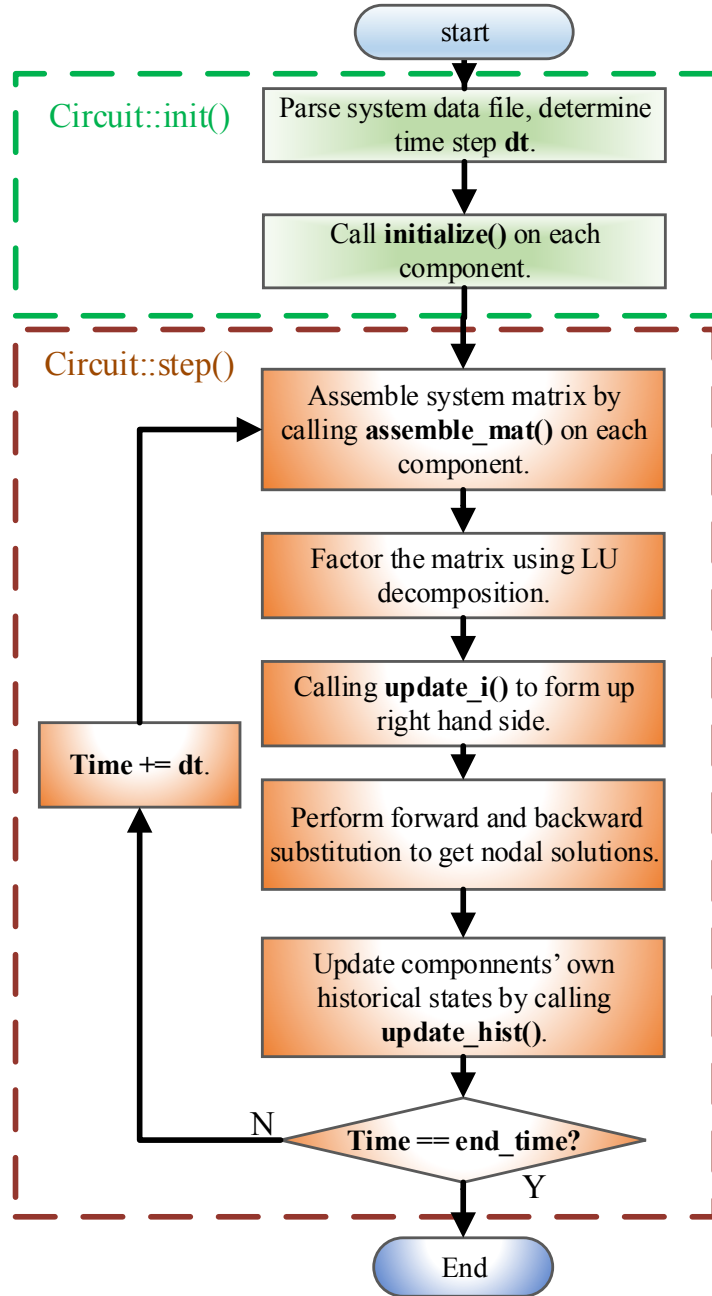 start
Circuit::init()
Parse system data file, determine
time step dt.
Call initialize() on each
component.
Circuit::step()
Assemble system matrix by
calling assemble_mat() on each
component.
Factor the matrix using LU
decomposition.
Calling update_i() to form up
right hand side.
Time += dt.
Perform forward and backward
substitution to get nodal solutions.
Update componnents’ own
historical states by calling
update_hist().
N
Time == end_time?
Y
End